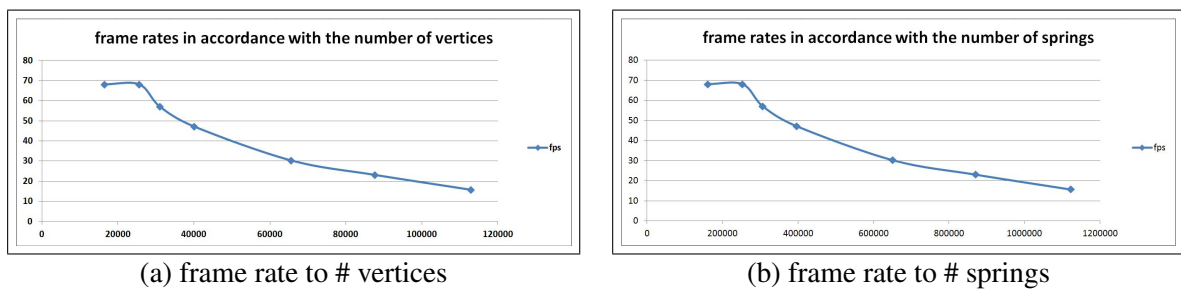 frame rates in accordance with the number of vertices
80
70
60
50
40
30
20
10
0
0 20000 40000 60000 80000 100000 120000
fps
(a) frame rate to # vertices
frame rates in accordance with the number of springs
80
70
60
50
40
30
20
10
0
0 200000 400000 600000 800000 1000000 1200000
fps
(b) frame rate to # springs